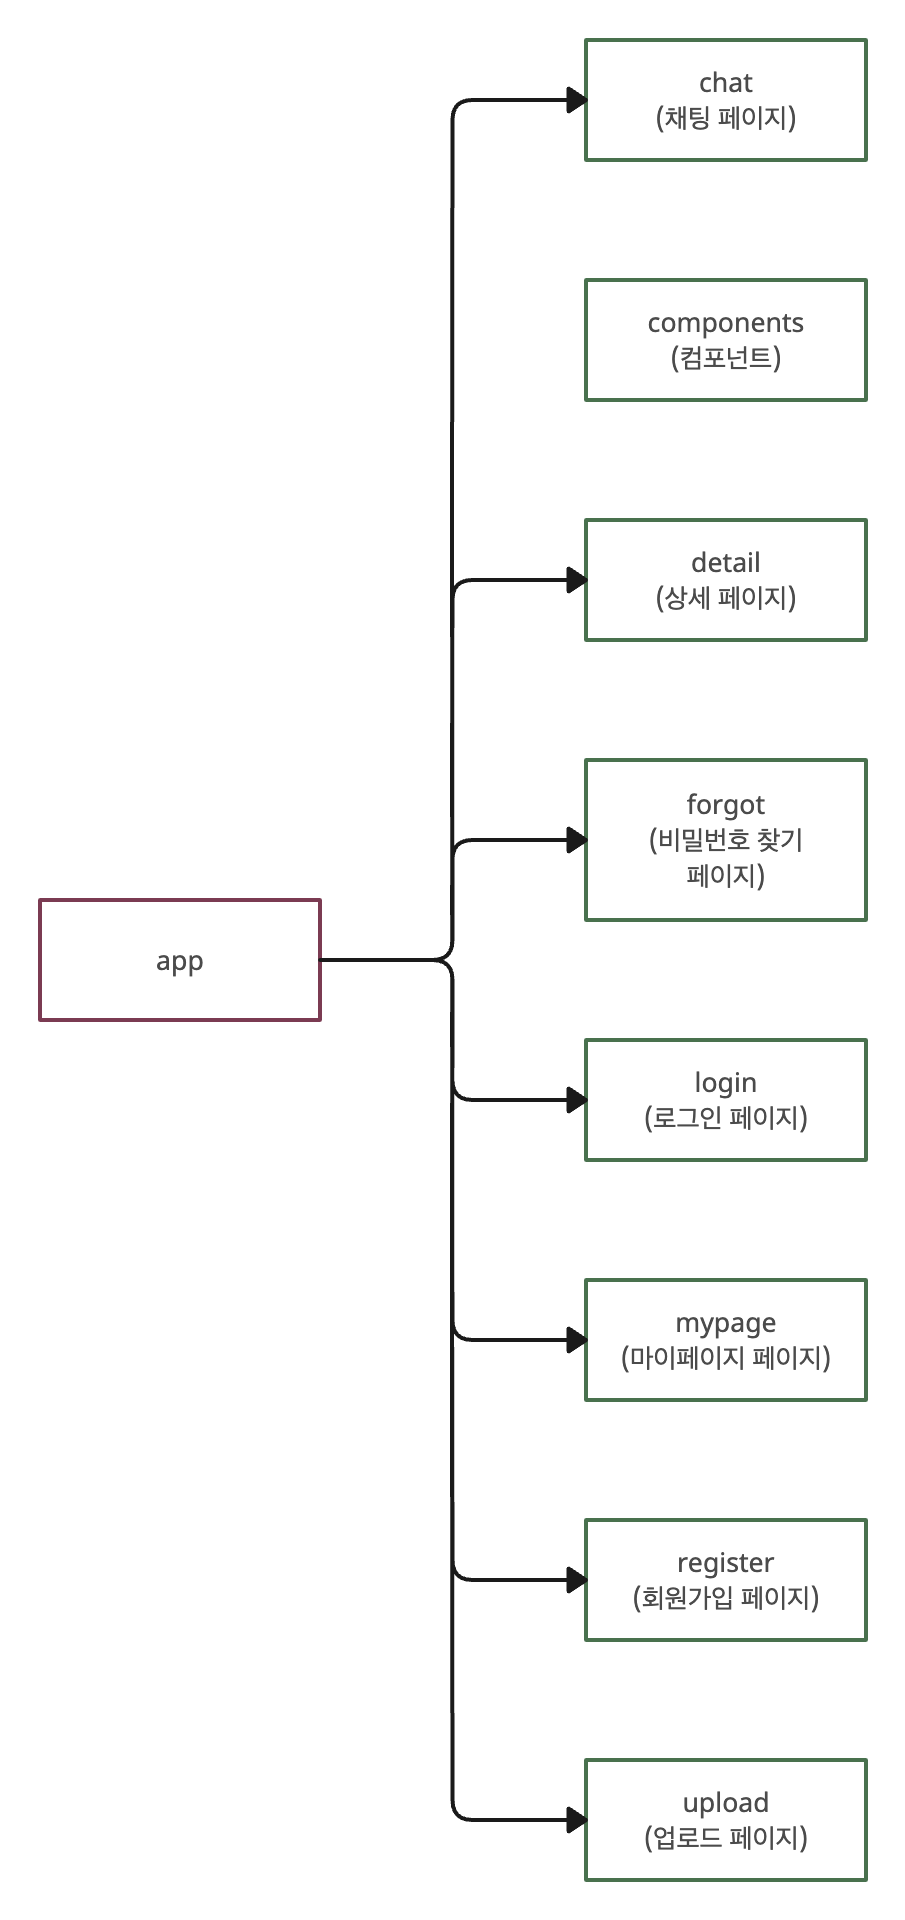 chat
(채팅 페이지)
components
(컴포넌트)
detail
(상세 페이지)
forgot
(비밀번호 찾기
페이지)
app
login
(로그인 페이지)
mypage
(마이페이지 페이지)
register
(회원가입 페이지)
upload
(업로드 페이지)